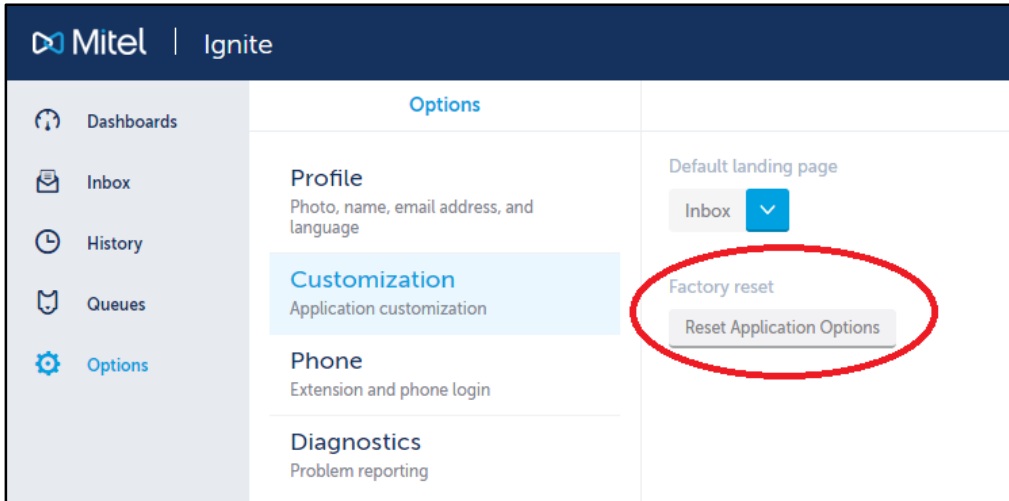 Mitel | Ignite
Dashboards
Inbox
History
Queues
Options
Options
Profile
Photo, name, email address, and
language
Customization
Application customization
Phone
Extension and phone login
Diagnostics
Problem reporting
Default landing page
Inbox
Factory reset
Reset Application Options